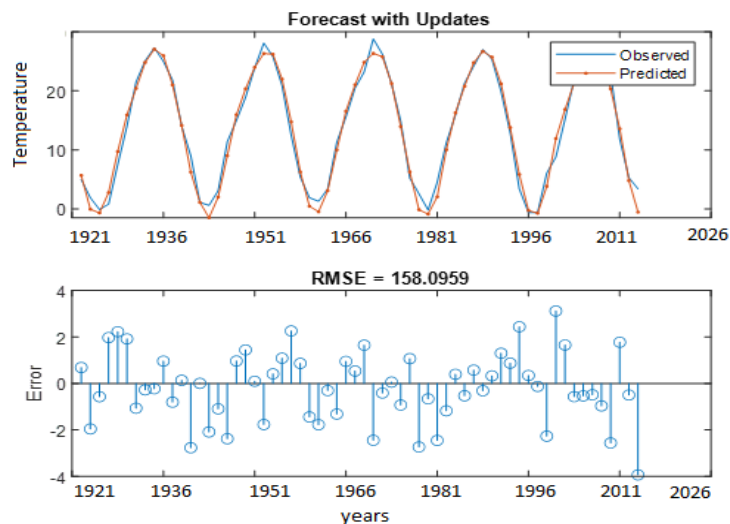 Forecast with Updates
Temperature
20
10
0
Observed
Predicted
1921 1936 1951 1966 1981 1996 2011 2026
RMSE = 158.0959
Error
4
2
0
-2
-4
1921 1936 1951 1966 1981 1996 2011 2026
years